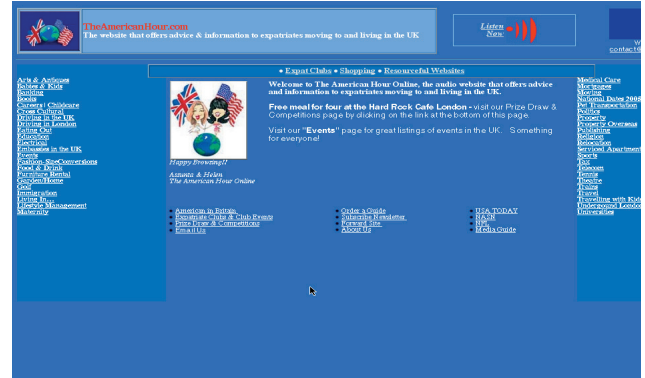 TheAmericanHour.com
The website that offers advice & information to expatriates moving to and living in the UK
Listen
Now
W
contact@
• Expat Clubs • Shopping • Resourceful Websites
Arts & Antiques
Babies & Kids
Banking
Books
Careers| Childcare
Cross Cultural
Driving in the UK
Driving in London
Eating Out
Education
Electrical
Embassies in the UK
Events
Fashion-SizeConversions
Food & Drink
Furniture Rental
Garden/Home
Golf
Immigration
Living In...
Lifestyle Management
Maternity
Happy Browsing!!
Assunta & Helen
The American Hour Online
Welcome to The American Hour Online, the audio website that offers advice
and information to expatriates moving to and living in the UK.
Free meal for four at the Hard Rock Cafe London - visit our Prize Draw &
Competitions page by clicking on the link at the bottom of this page.
Visit our "Events" page for great listings of events in the UK. Something
for everyone!
• American in Britain
• Expatriate Clubs & Club Events
• Prize Draw & Competitions
• Email Us
• Order a Guide
• Subscribe Newsletter
• Forward Site
• About Us
• USA TODAY
• NASN
• NFL
• Media Guide
Medical Care
Mortgages
Moving
National Dates 2005
Pet Transportation
Politics
Property
Property Overseas
Publishing
Religion
Relocation
Serviced Apartment
Sports
Tax
Telecom
Tennis
Theatre
Trains
Travel
Travelling with Kids
Underground London
Universities